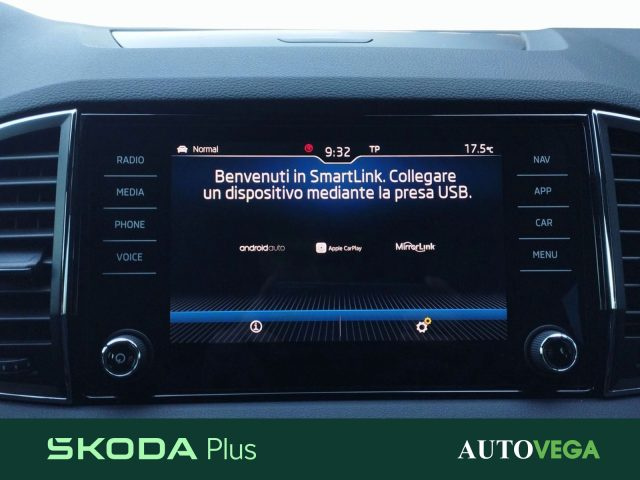 Normal 9:32 TP 17.5°C
RADIO
MEDIA
PHONE
VOICE
Benvenuti in SmartLink. Collegare
un dispositivo mediante la presa USB.
androidauto Apple CarPlay MirrorLink
NAV
APP
CAR
MENU
ŠKODA Plus
AUTOVEGA